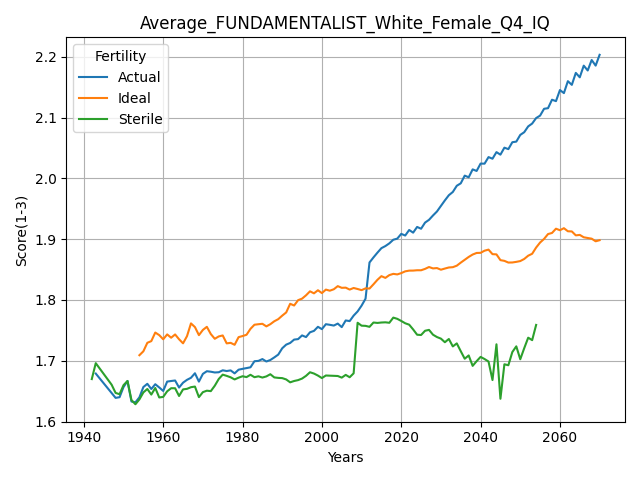 Average_FUNDAMENTALIST_White_Female_Q4_IQ
Fertility
Actual
Ideal
Sterile
Score(1-3)
2.2
2.1
2.0
1.9
1.8
1.7
1.6
1940 1960 1980 2000 2020 2040 2060
Years